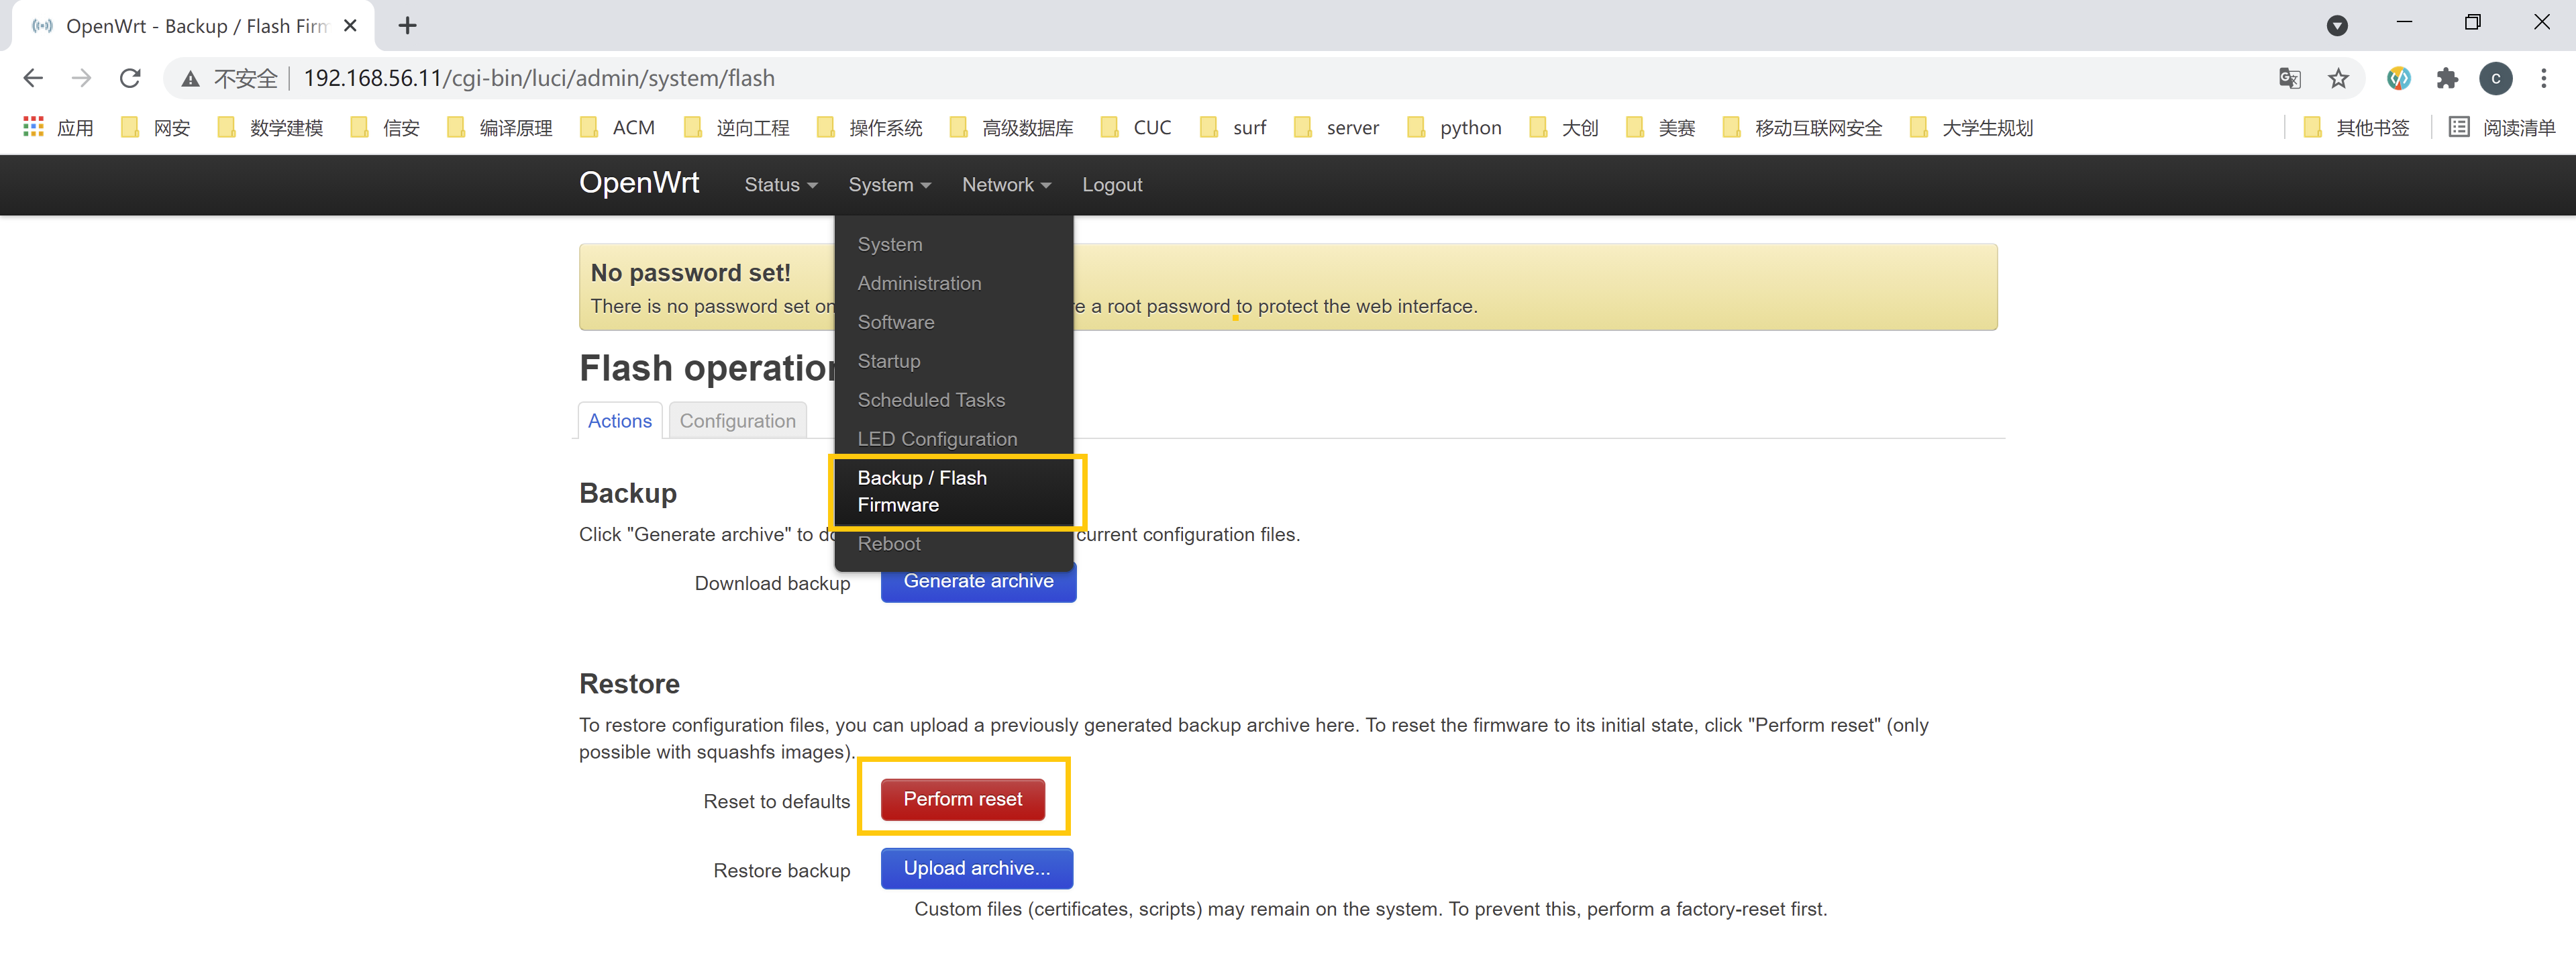 OpenWrt - Backup / Flash Firm
不安全 192.168.56.11/cgi-bin/luci/admin/system/flash
C
应用 网安 数学建模 信安 编译原理 ACM 逆向工程 操作系统 高级数据库 CUC surf server python 大创 美赛 移动互联网安全 大学生规划 其他书签 阅读清单
OpenWrt Status System Network Logout
System
Administration
Software
Startup
Scheduled Tasks
LED Configuration
Backup / Flash
Firmware
Reboot
No password set!
There is no password set on e a root password to protect the web interface.
Flash operation
Actions Configuration
Backup
Click "Generate archive" to do current configuration files.
Download backup Generate archive
Restore
To restore configuration files, you can upload a previously generated backup archive here. To reset the firmware to its initial state, click "Perform reset" (only
possible with squashfs images).
Reset to defaults Perform reset
Restore backup Upload archive...
Custom files (certificates, scripts) may remain on the system. To prevent this, perform a factory-reset first.